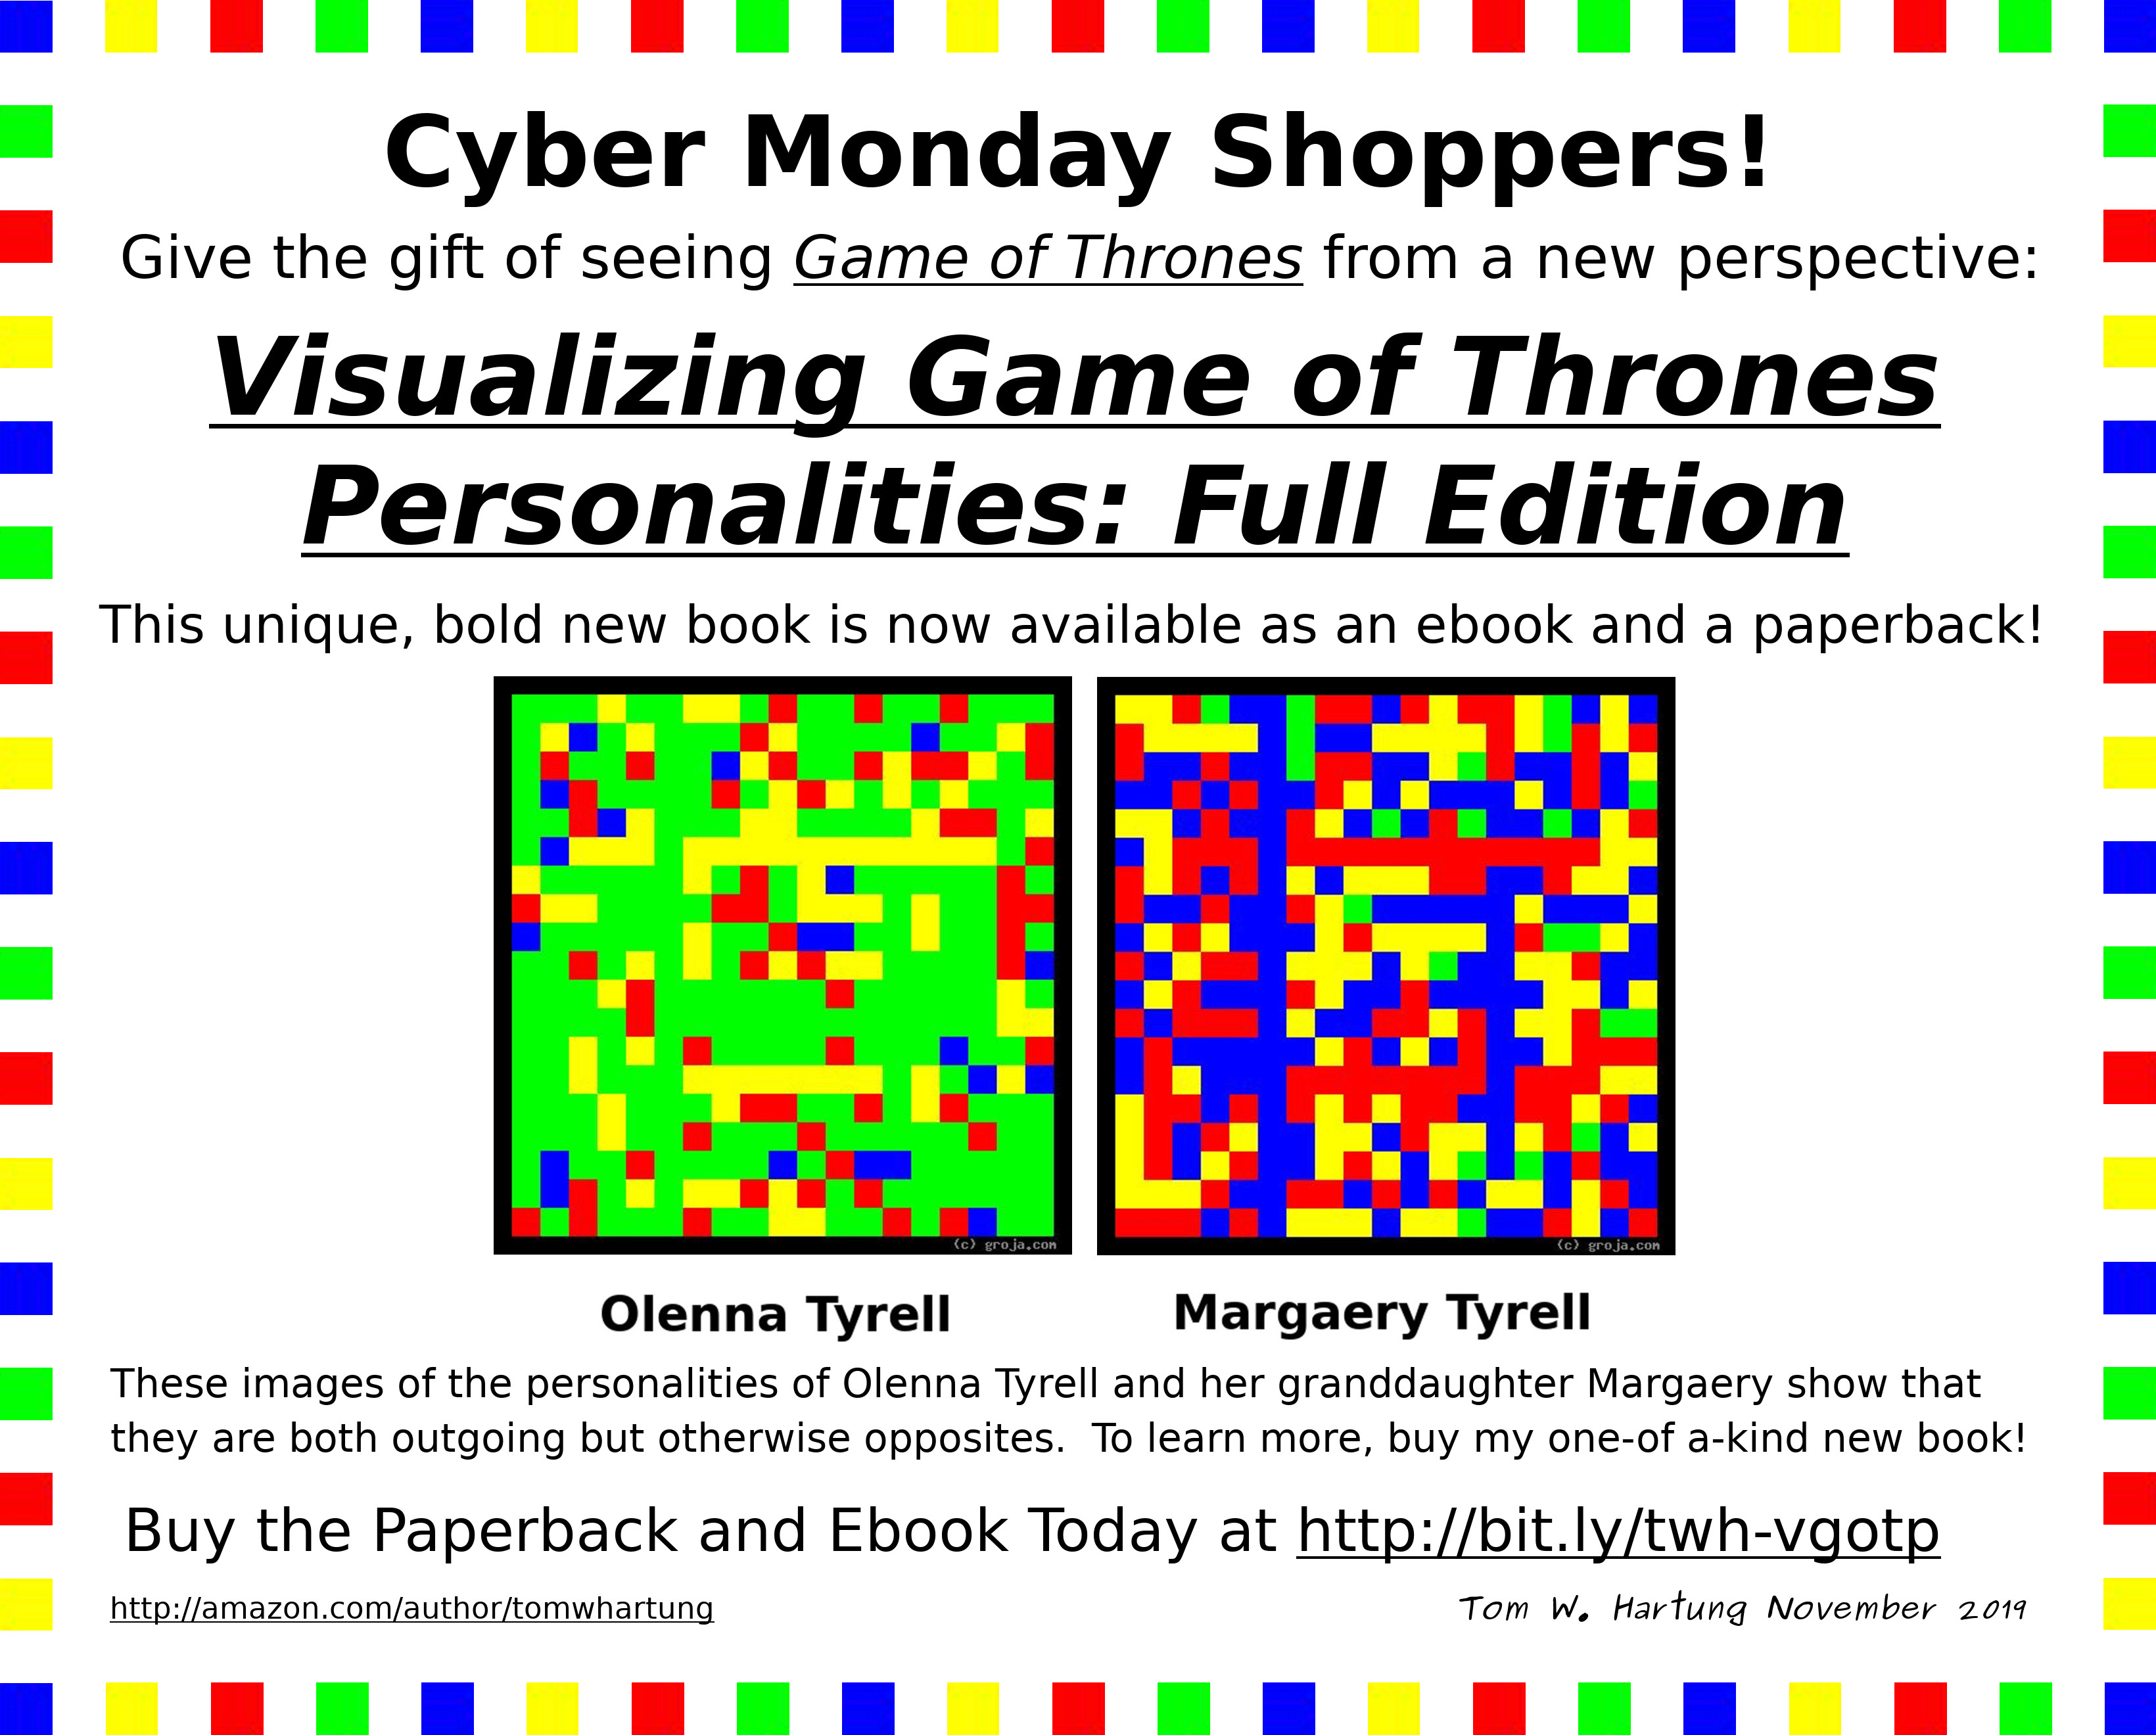 Cyber Monday Shoppers!
Give the gift of seeing Game of Thrones from a new perspective:
Visualizing Game of Thrones
Personalities: Full Edition
This unique, bold new book is now available as an ebook and a paperback!
(c) groja.com
(c) groja.com
Olenna Tyrell
Margaery Tyrell
These images of the personalities of Olenna Tyrell and her granddaughter Margaery show that
they are both outgoing but otherwise opposites.  To learn more, buy my one-of a-kind new book!
Buy the Paperback and Ebook Today at http://bit.ly/twh-vgotp
http://amazon.com/author/tomwhartung
Tom W. Hartung November 2019